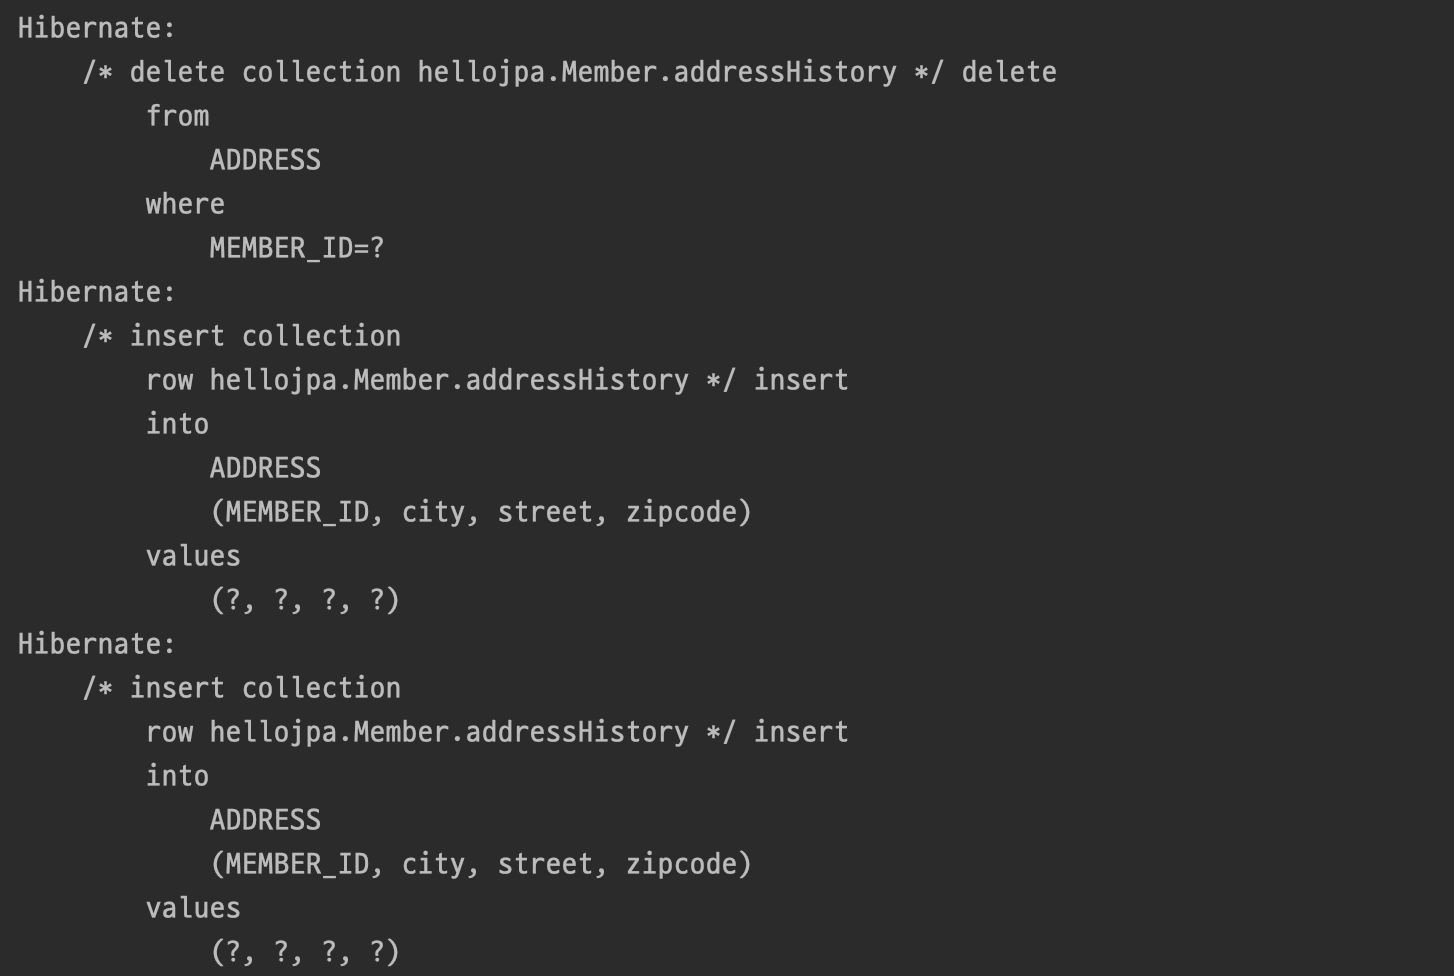 Hibernate:
    /* delete collection hellojpa.Member.addressHistory */ delete
        from
            ADDRESS
        where
            MEMBER_ID=?
Hibernate:
    /* insert collection
        row hellojpa.Member.addressHistory */ insert
        into
            ADDRESS
            (MEMBER_ID, city, street, zipcode)
        values
            (?, ?, ?, ?)
Hibernate:
    /* insert collection
        row hellojpa.Member.addressHistory */ insert
        into
            ADDRESS
            (MEMBER_ID, city, street, zipcode)
        values
            (?, ?, ?, ?)